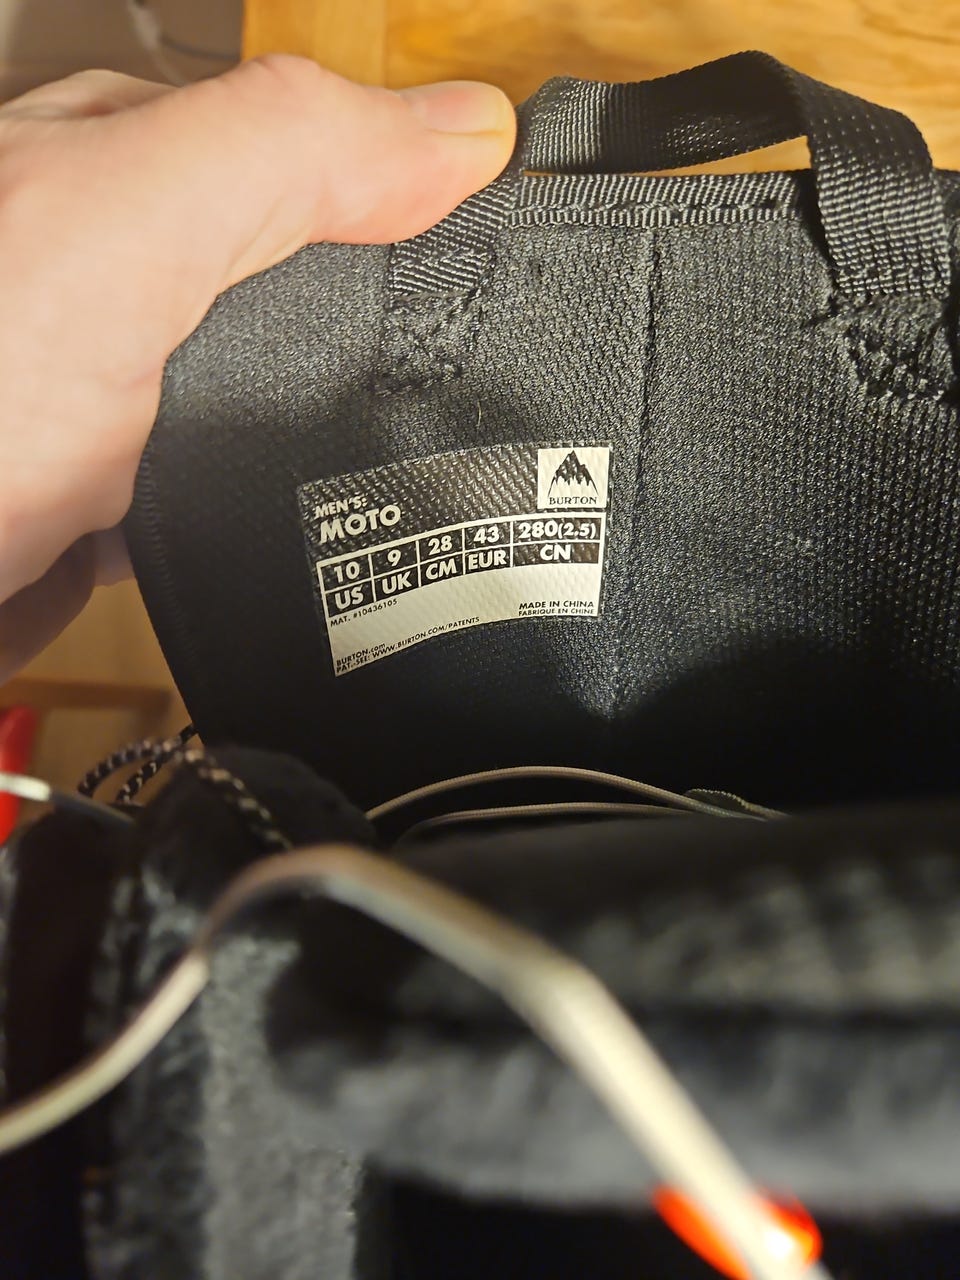 MEN'S:
MOTO
BURTON
10 9 28 43 280(2.5)
US UK CM EUR CN
MAT. #10436105
MADE IN CHINA
FABRIQUE EN CHINE
BURTON.com
PAT.-SEE: WWW.BURTON.COM/PATENTS